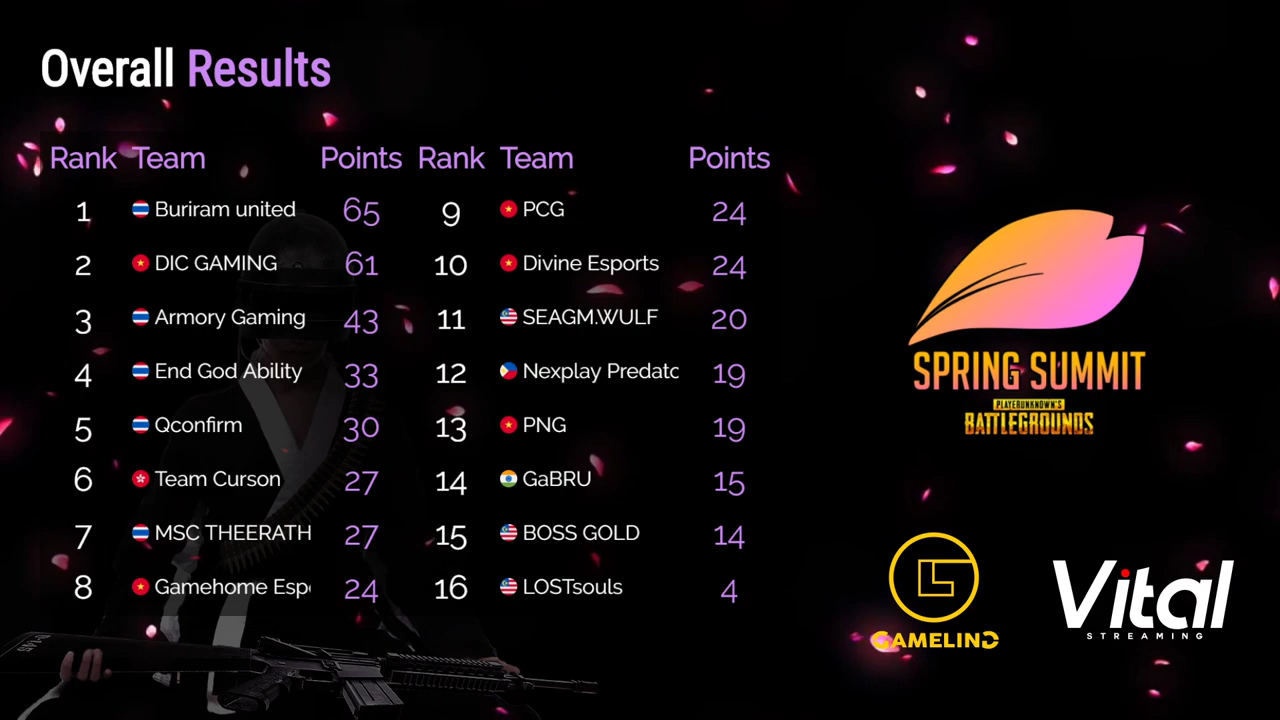 Overall Results
Rank Team Points Rank Team Points
1 Buriram united 65 9 PCG 24
2 DIC GAMING 61 10 Divine Esports 24
3 Armory Gaming 43 11 SEAGM.WULF 20
4 End God Ability 33 12 Nexplay Predatc 19
5 Qconfirm 30 13 PNG 19
6 Team Curson 27 14 GaBRU 15
7 MSC THEERATH 27 15 BOSS GOLD 14
8 Gamehome Esp 24 16 LOSTsouls 4
SPRING SUMMIT
PLAYERUNKNOWN'S
BATTLEGROUNDS
GAMELIND
Vital
STREAMING